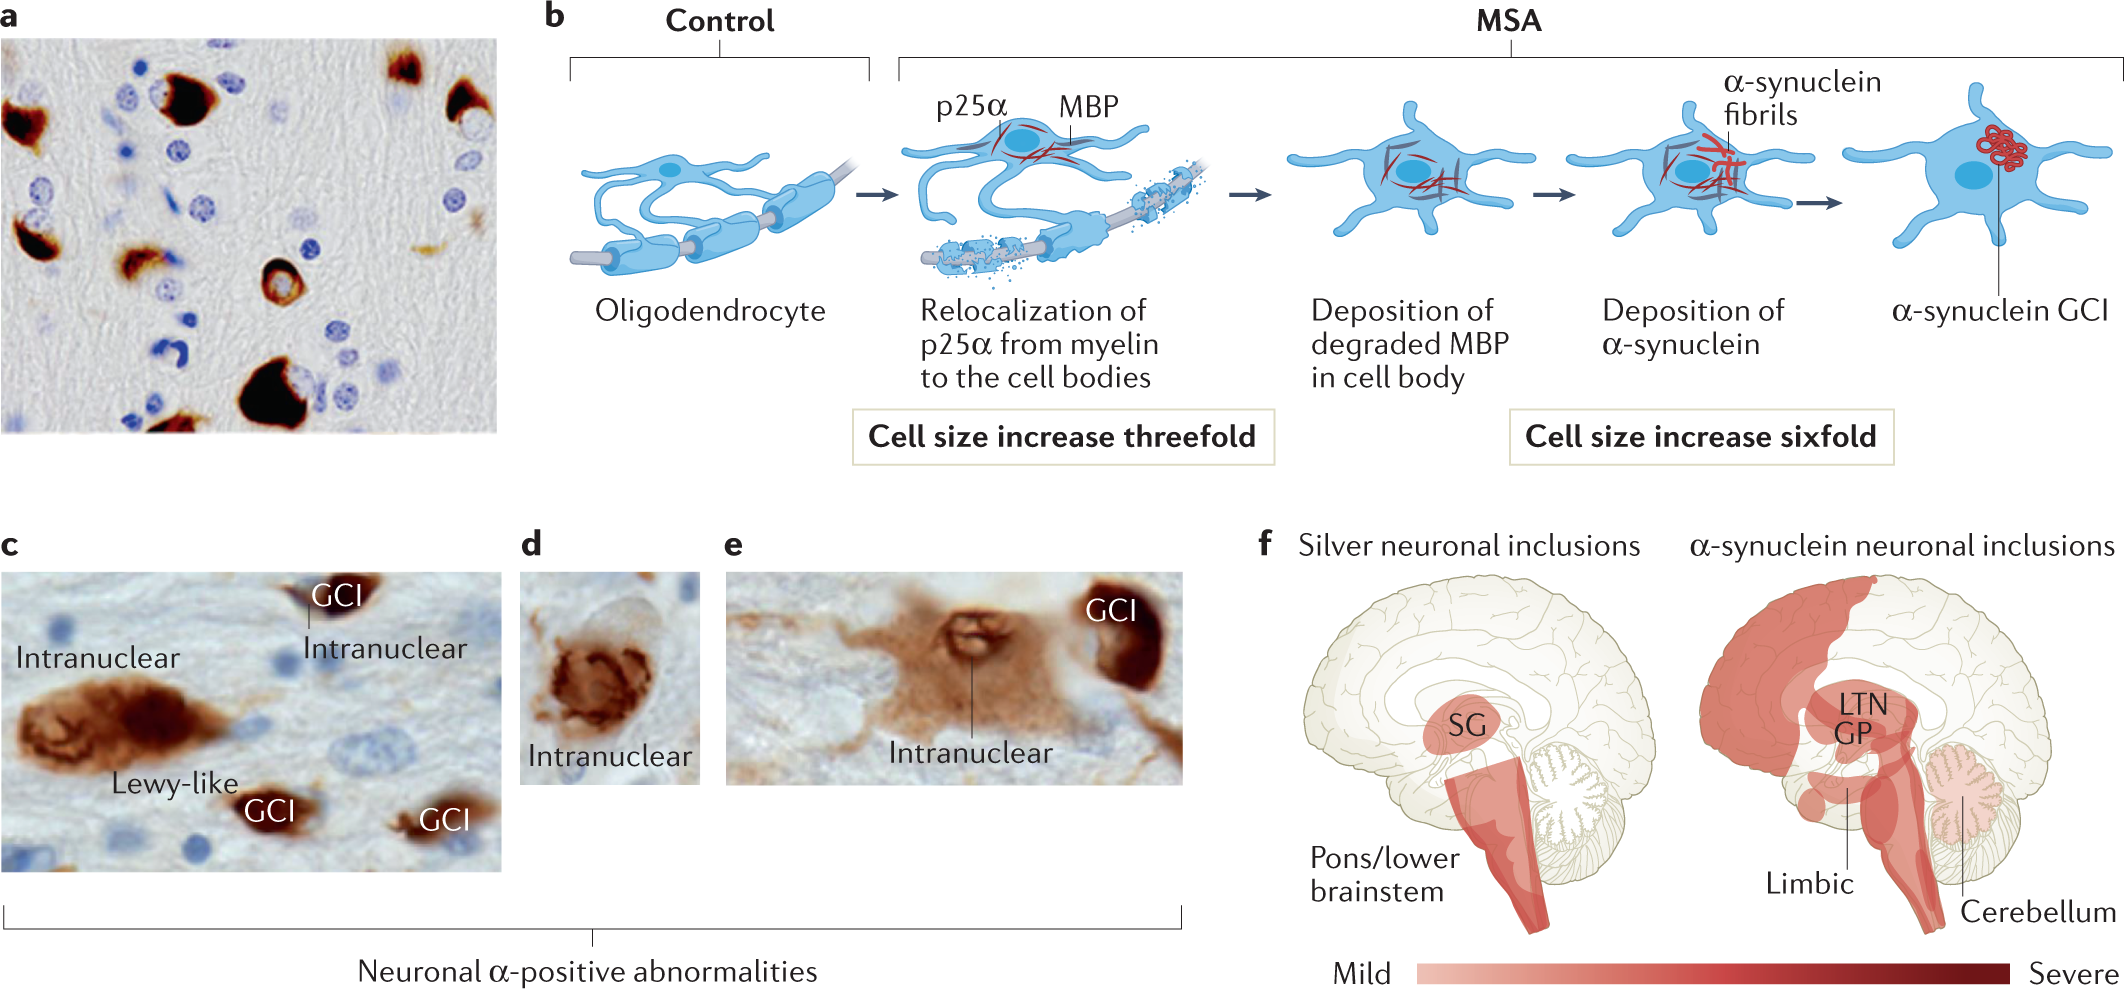 a
b
Control
MSA
p25α
MBP
α-synuclein
fibrils
Oligodendrocyte
Relocalization of
p25α from myelin
to the cell bodies
Deposition of
degraded MBP
in cell body
Deposition of
α-synuclein
α-synuclein GCI
Cell size increase threefold
Cell size increase sixfold
c
GCI
Intranuclear
Intranuclear
Lewy-like
GCI
GCI
d
Intranuclear
e
GCI
Intranuclear
Neuronal α-positive abnormalities
f
Silver neuronal inclusions
α-synuclein neuronal inclusions
SG
Pons/lower
brainstem
LTN
GP
Limbic
Cerebellum
Mild
Severe